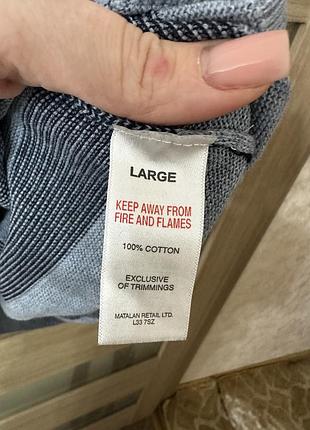 LARGE
KEEP AWAY FROM
FIRE AND FLAMES
100% COTTON
EXCLUSIVE
OF TRIMMINGS
MATALAN RETAIL LTD.
L33 7SZ